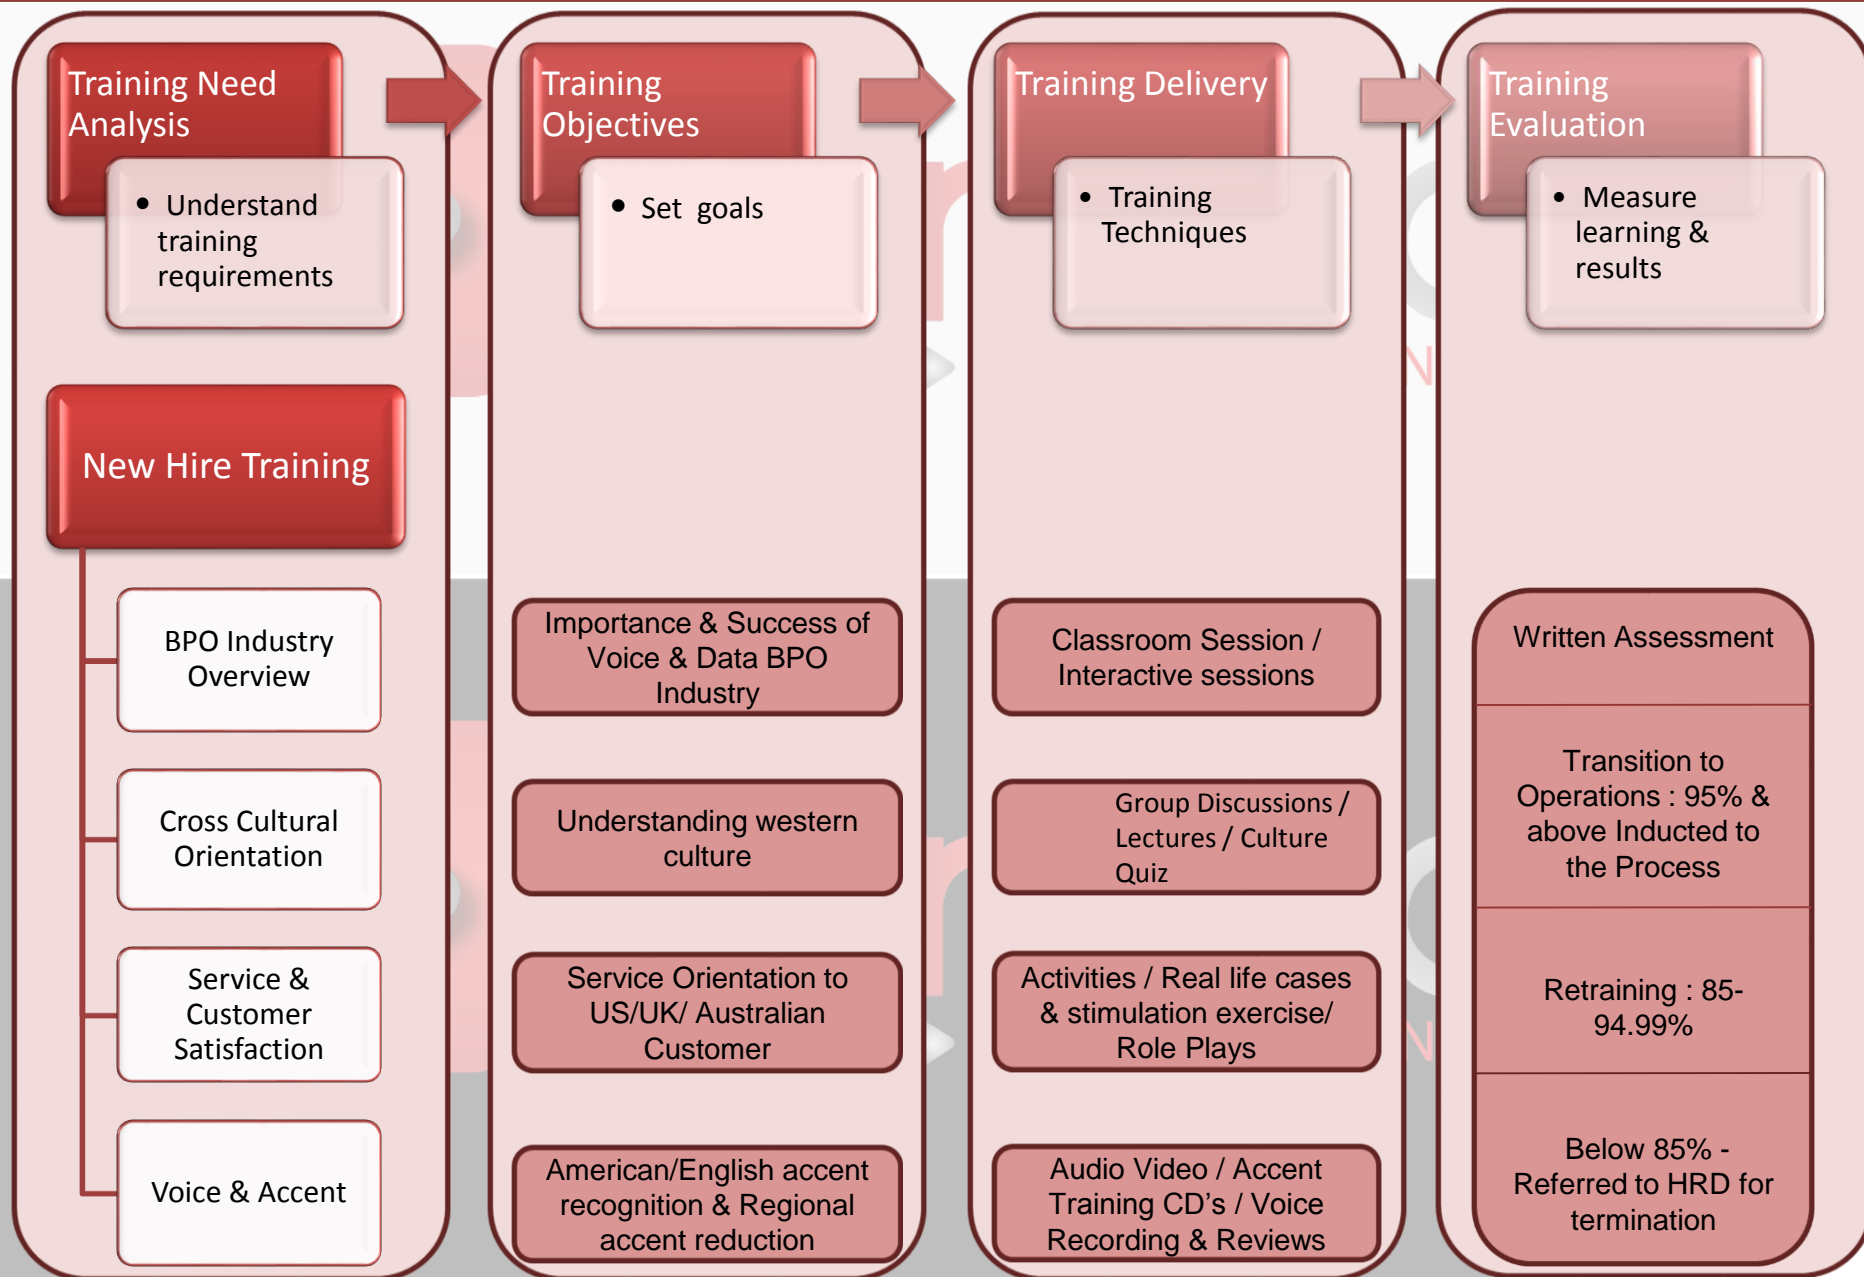 Training Need
Analysis
• Understand
training
requirements
Training
Objectives
• Set goals
Training Delivery
• Training
Techniques
Training
Evaluation
• Measure
learning &
results
New Hire Training
BPO Industry
Overview
Importance & Success of
Voice & Data BPO
Industry
Classroom Session /
Interactive sessions
Written Assessment
Cross Cultural
Orientation
Understanding western
culture
Group Discussions /
Lectures / Culture
Quiz
Transition to
Operations : 95% &
above Inducted to
the Process
Service &
Customer
Satisfaction
Service Orientation to
US/UK/ Australian
Customer
Activities / Real life cases
& stimulation exercise/
Role Plays
Retraining : 85-
94.99%
Voice & Accent
American/English accent
recognition & Regional
accent reduction
Audio Video / Accent
Training CD’s / Voice
Recording & Reviews
Below 85% -
Referred to HRD for
termination